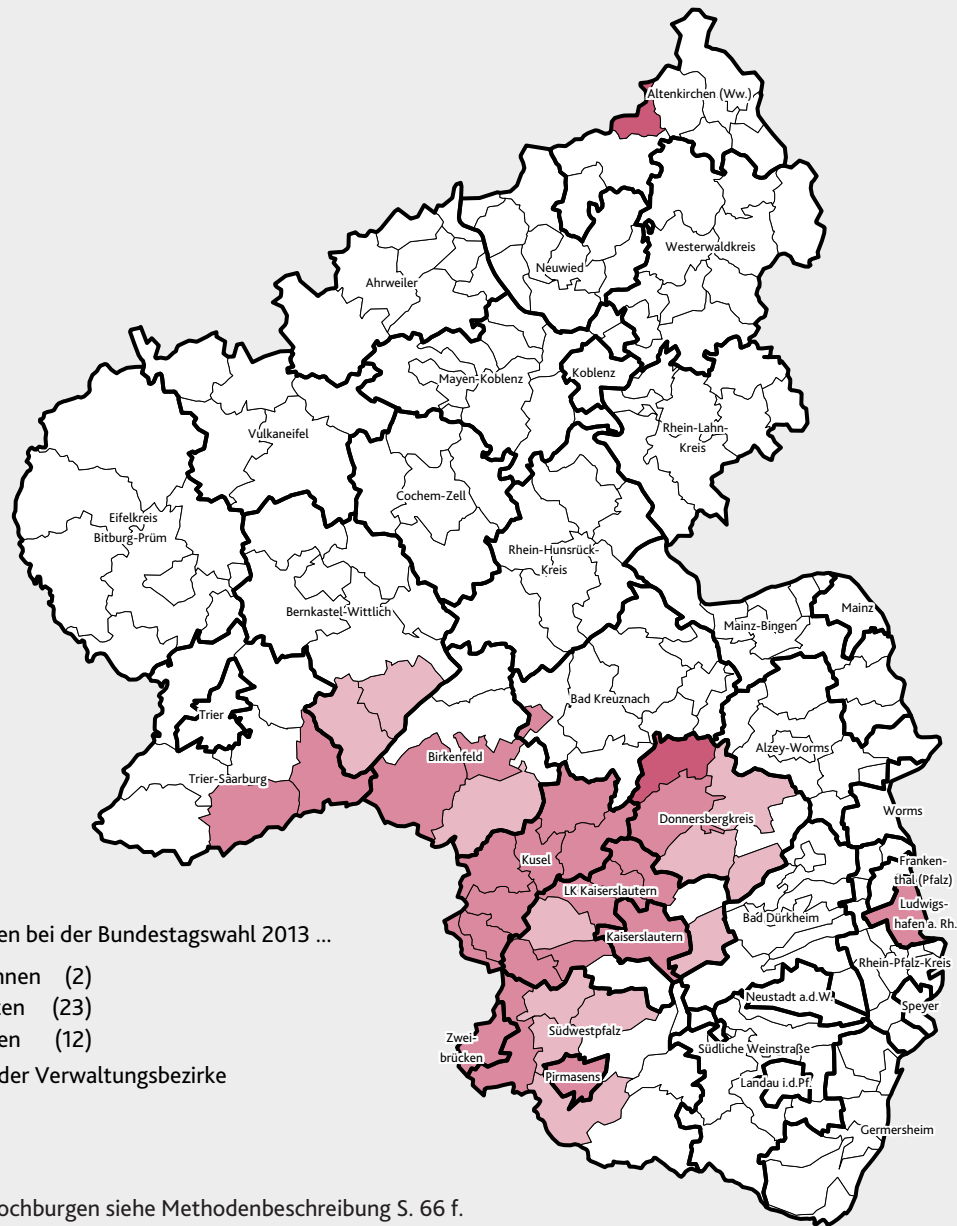 Altenkirchen (Ww.)
Westerwaldkreis
Neuwied
Ahrweiler
Mayen-Koblenz
Koblenz
Rhein-Lahn-
Kreis
Vulkaneifel
Cochem-Zell
Eifelkreis
Bitburg-Prüm
Rhein-Hunsrück-
Kreis
Bernkastel-Wittlich
Mainz
Mainz-Bingen
Bad Kreuznach
Trier
Alzey-Worms
Birkenfeld
Trier-Saarburg
Worms
Donnersbergkreis
Kusel
Franken-
thal (Pfalz)
LK Kaiserslautern
Ludwigs-
hafen a. Rh.
Bad Dürkheim
Kaiserslautern
Rhein-Pfalz-Kreis
Neustadt a.d.W.
Speyer
Südwestpfalz
Zwei-
brücken
Südliche Weinstraße
Pirmasens
Landau i.d.Pf.
Germersheim
en bei der Bundestagswahl 2013 ...
nnen (2)
ten (23)
en (12)
der Verwaltungsbezirke
ochburgen siehe Methodenbeschreibung S. 66 f.